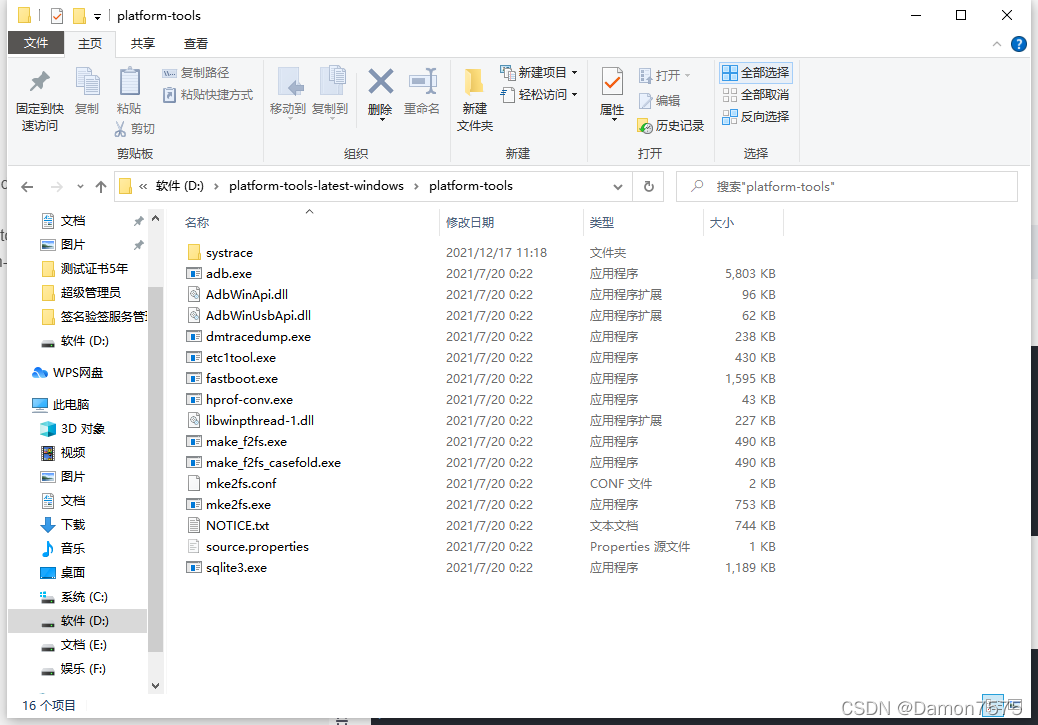 platform-tools
文件 主页 共享 查看
固定到快速访问 复制 粘贴 复制路径 粘贴快捷方式 剪切
移动到 复制到 删除 重命名
新建文件夹 新建项目 轻松访问
属性 打开 编辑 历史记录
全部选择 全部取消 反向选择
剪贴板 组织 新建 打开 选择
« 软件 (D:) › platform-tools-latest-windows › platform-tools
搜索"platform-tools"
文档
图片
测试证书5年
超级管理员
签名验签服务管
软件 (D:)
WPS网盘
此电脑
3D 对象
视频
图片
文档
下载
音乐
桌面
系统 (C:)
软件 (D:)
文档 (E:)
娱乐 (F:)
名称 修改日期 类型 大小
systrace 2021/12/17 11:18 文件夹
adb.exe 2021/7/20 0:22 应用程序 5,803 KB
AdbWinApi.dll 2021/7/20 0:22 应用程序扩展 96 KB
AdbWinUsbApi.dll 2021/7/20 0:22 应用程序扩展 62 KB
dmtracedump.exe 2021/7/20 0:22 应用程序 238 KB
etc1tool.exe 2021/7/20 0:22 应用程序 430 KB
fastboot.exe 2021/7/20 0:22 应用程序 1,595 KB
hprof-conv.exe 2021/7/20 0:22 应用程序 43 KB
libwinpthread-1.dll 2021/7/20 0:22 应用程序扩展 227 KB
make_f2fs.exe 2021/7/20 0:22 应用程序 490 KB
make_f2fs_casefold.exe 2021/7/20 0:22 应用程序 490 KB
mke2fs.conf 2021/7/20 0:22 CONF 文件 2 KB
mke2fs.exe 2021/7/20 0:22 应用程序 753 KB
NOTICE.txt 2021/7/20 0:22 文本文档 744 KB
source.properties 2021/7/20 0:22 Properties 源文件 1 KB
sqlite3.exe 2021/7/20 0:22 应用程序 1,189 KB
16 个项目
CSDN